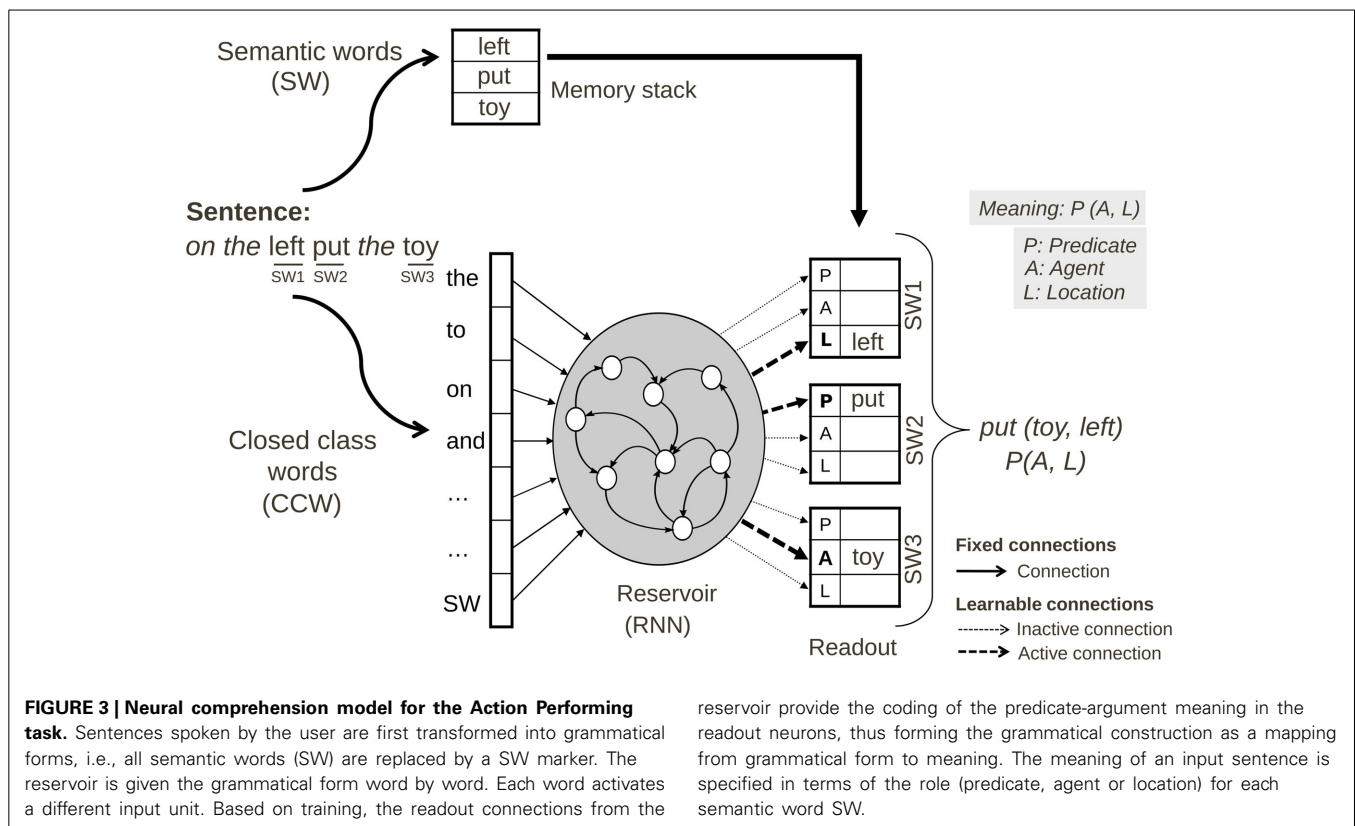 Semantic words
(SW)
left
put
toy
Memory stack
Sentence:
on the left put the toy
SW1 SW2 SW3
the
to
on
and
...
...
SW
Closed class
words
(CCW)
Reservoir
(RNN)
P
A
L left
SW1
P put
A
L
SW2
P
A toy
L
SW3
Readout
Meaning: P (A, L)
P: Predicate
A: Agent
L: Location
put (toy, left)
P(A, L)
Fixed connections
Connection
Learnable connections
Inactive connection
Active connection
FIGURE 3 | Neural comprehension model for the Action Performing
task. Sentences spoken by the user are first transformed into grammatical
forms, i.e., all semantic words (SW) are replaced by a SW marker. The
reservoir is given the grammatical form word by word. Each word activates
a different input unit. Based on training, the readout connections from the
reservoir provide the coding of the predicate-argument meaning in the
readout neurons, thus forming the grammatical construction as a mapping
from grammatical form to meaning. The meaning of an input sentence is
specified in terms of the role (predicate, agent or location) for each
semantic word SW.